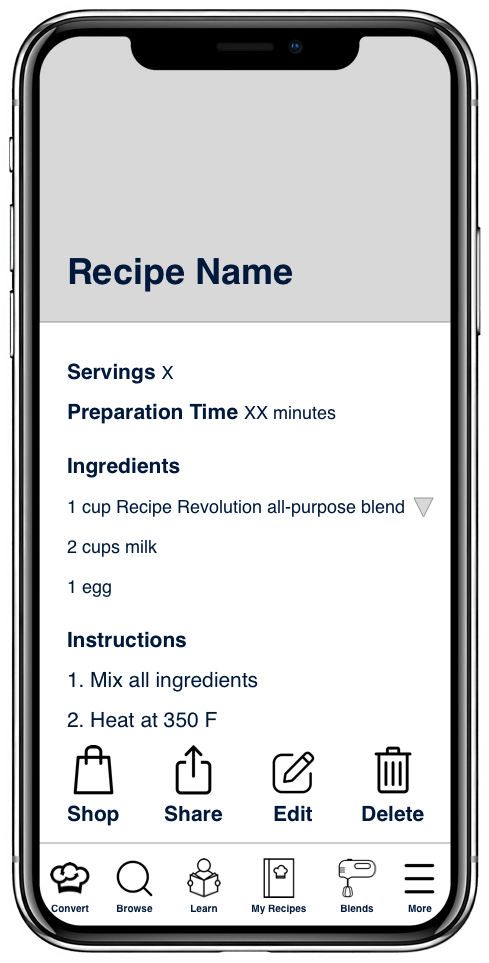 Recipe Name
Servings X
Preparation Time XX minutes
Ingredients
1 cup Recipe Revolution all-purpose blend
2 cups milk
1 egg
Instructions
1. Mix all ingredients
2. Heat at 350 F
Shop Share Edit Delete
Convert Browse Learn My Recipes Blends More